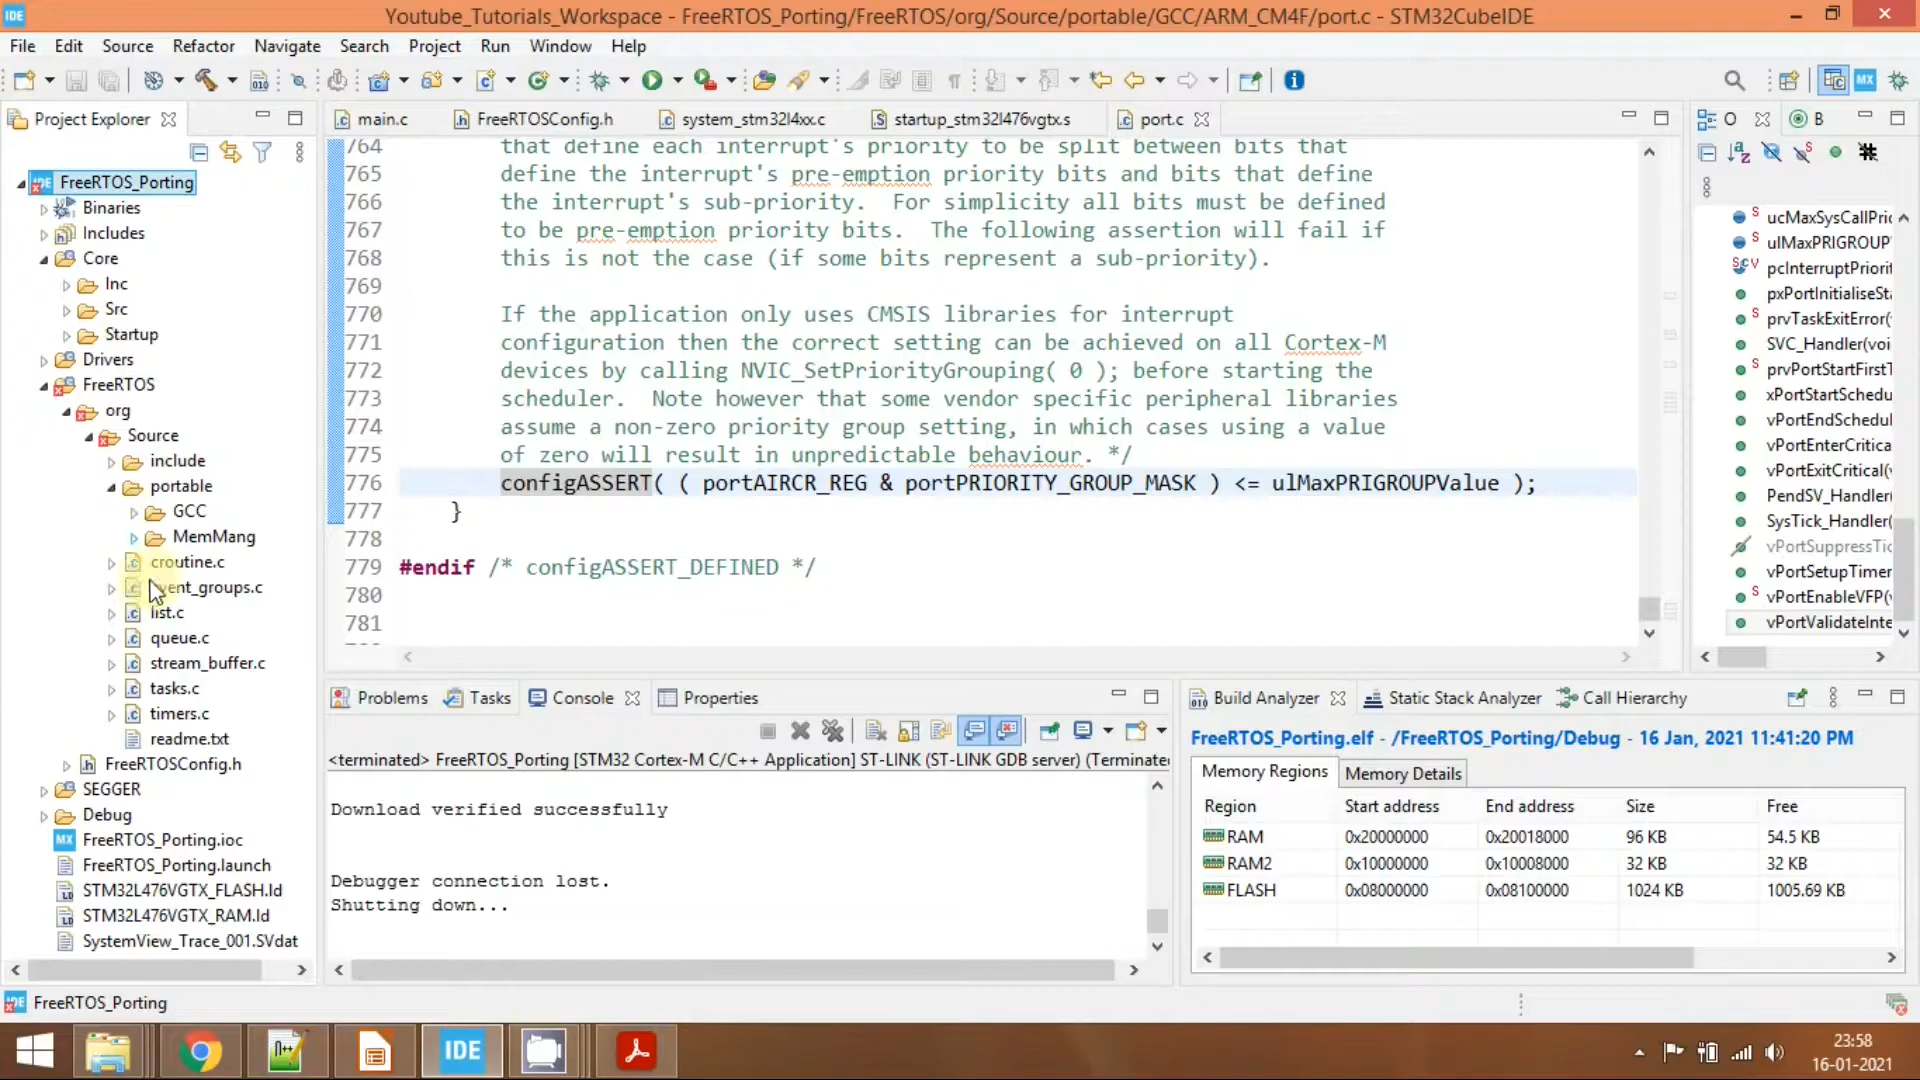 IDE Youtube_Tutorials_Workspace - FreeRTOS_Porting/FreeRTOS/org/Source/portable/GCC/ARM_CM4F/port.c - STM32CubeIDE
File Edit Source Refactor Navigate Search Project Run Window Help
Project Explorer
main.c FreeRTOSConfig.h system_stm32l4xx.c startup_stm32l476vgtx.s port.c
O B
FreeRTOS_Porting
Binaries
Includes
Core
Inc
Src
Startup
Drivers
FreeRTOS
org
Source
include
portable
GCC
MemMang
croutine.c
vent_groups.c
list.c
queue.c
stream_buffer.c
tasks.c
timers.c
readme.txt
FreeRTOSConfig.h
SEGGER
Debug
FreeRTOS_Porting.ioc
FreeRTOS_Porting.launch
STM32L476VGTX_FLASH.ld
STM32L476VGTX_RAM.ld
SystemView_Trace_001.SVdat
764 that define each interrupt's priority to be split between bits that
765 define the interrupt's pre-emption priority bits and bits that define
766 the interrupt's sub-priority.  For simplicity all bits must be defined
767 to be pre-emption priority bits.  The following assertion will fail if
768 this is not the case (if some bits represent a sub-priority).
769
770 If the application only uses CMSIS libraries for interrupt
771 configuration then the correct setting can be achieved on all Cortex-M
772 devices by calling NVIC_SetPriorityGrouping( 0 ); before starting the
773 scheduler.  Note however that some vendor specific peripheral libraries
774 assume a non-zero priority group setting, in which cases using a value
775 of zero will result in unpredictable behaviour. */
776 configASSERT( ( portAIRCR_REG & portPRIORITY_GROUP_MASK ) <= ulMaxPRIGROUPValue );
777 }
778
779 #endif /* configASSERT_DEFINED */
780
781
ucMaxSysCallPric
ulMaxPRIGROUP
pcInterruptPriorit
pxPortInitialiseSta
prvTaskExitError(
SVC_Handler(voi
prvPortStartFirstT
xPortStartSchedu
vPortEndSchedul
vPortEnterCritica
vPortExitCritical(
PendSV_Handler(
SysTick_Handler(
vPortSuppressTic
vPortSetupTimer
vPortEnableVFP(
vPortValidateInte
Problems Tasks Console Properties
<terminated> FreeRTOS_Porting [STM32 Cortex-M C/C++ Application] ST-LINK (ST-LINK GDB server) (Terminate
Download verified successfully
Debugger connection lost.
Shutting down...
Build Analyzer Static Stack Analyzer Call Hierarchy
FreeRTOS_Porting.elf - /FreeRTOS_Porting/Debug - 16 Jan, 2021 11:41:20 PM
Memory Regions Memory Details
Region Start address End address Size Free
RAM 0x20000000 0x20018000 96 KB 54.5 KB
RAM2 0x10000000 0x10008000 32 KB 32 KB
FLASH 0x08000000 0x08100000 1024 KB 1005.69 KB
FreeRTOS_Porting
IDE
23:58
16-01-2021